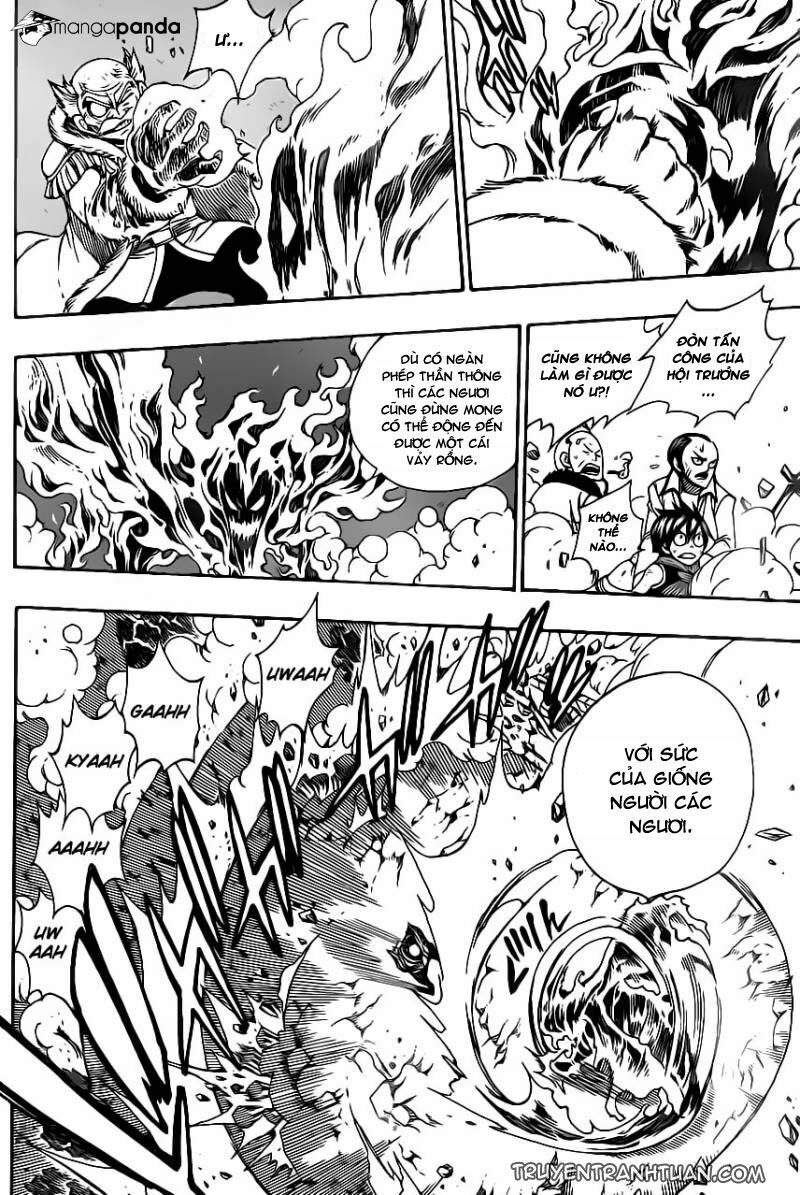 mangapanda
Ư...
ĐÒN TẤN
CÔNG CỦA
HỘI TRƯỞNG
...
CŨNG KHÔNG
LÀM GÌ ĐƯỢC
NÓ Ư?!
KHÔNG
THỂ
NÀO...
DÙ CÓ NGÀN
PHÉP THẦN THÔNG
THÌ CÁC NGƯƠI
CŨNG ĐỪNG MONG
CÓ THỂ ĐỘNG ĐẾN
ĐƯỢC MỘT CÁI
VẢY RỒNG.
VỚI SỨC
CỦA GIỐNG
NGƯỜI CÁC
NGƯƠI.
UWAAH
GAAHH
KYAAH
AAAHH
UW
AAH
TRUYENTRANHTUAN.COM